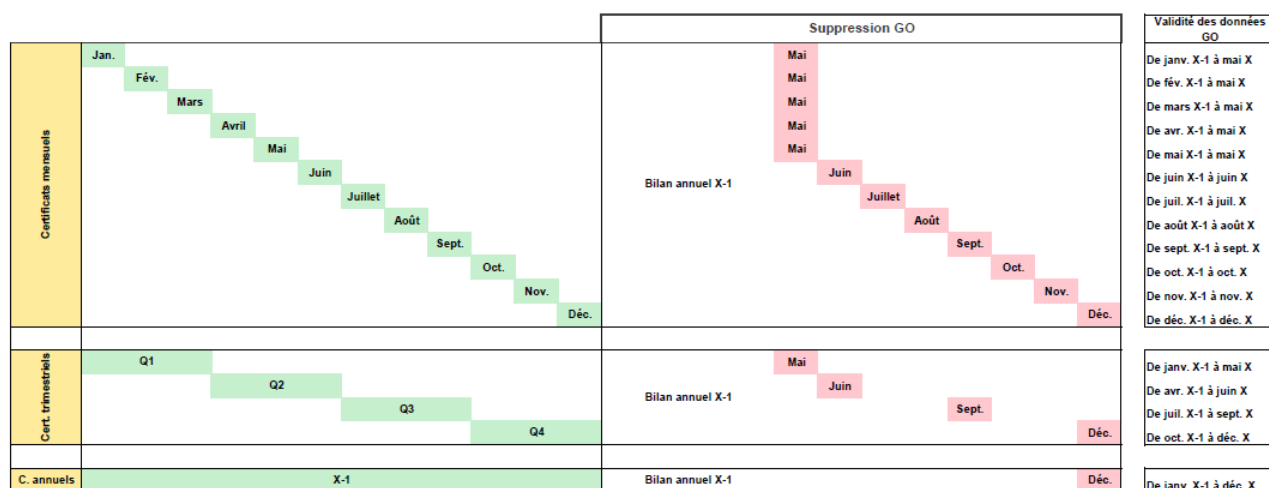 Suppression GO
Validité des données
GO
Certificats mensuels
Jan.
Mai
De janv. X-1 à mai X
Fév.
Mai
De fév. X-1 à mai X
Mars
Mai
De mars X-1 à mai X
Avril
Mai
De avr. X-1 à mai X
Mai
Mai
De mai X-1 à mai X
Juin
Bilan annuel X-1
Juin
De juin X-1 à juin X
Juillet
Juillet
De juil. X-1 à juil. X
Août
Août
De août X-1 à août X
Sept.
Sept.
De sept. X-1 à sept. X
Oct.
Oct.
De oct. X-1 à oct. X
Nov.
Nov.
De nov. X-1 à nov. X
Déc.
Déc.
De déc. X-1 à déc. X
Cert. trimestriels
Q1
Mai
De janv. X-1 à mai X
Q2
Bilan annuel X-1
Juin
De avr. X-1 à juin X
Q3
Sept.
De juil. X-1 à sept. X
Q4
Déc.
De oct. X-1 à déc. X
C. annuels
X-1
Bilan annuel X-1
Déc.
De janv. X-1 à déc. X